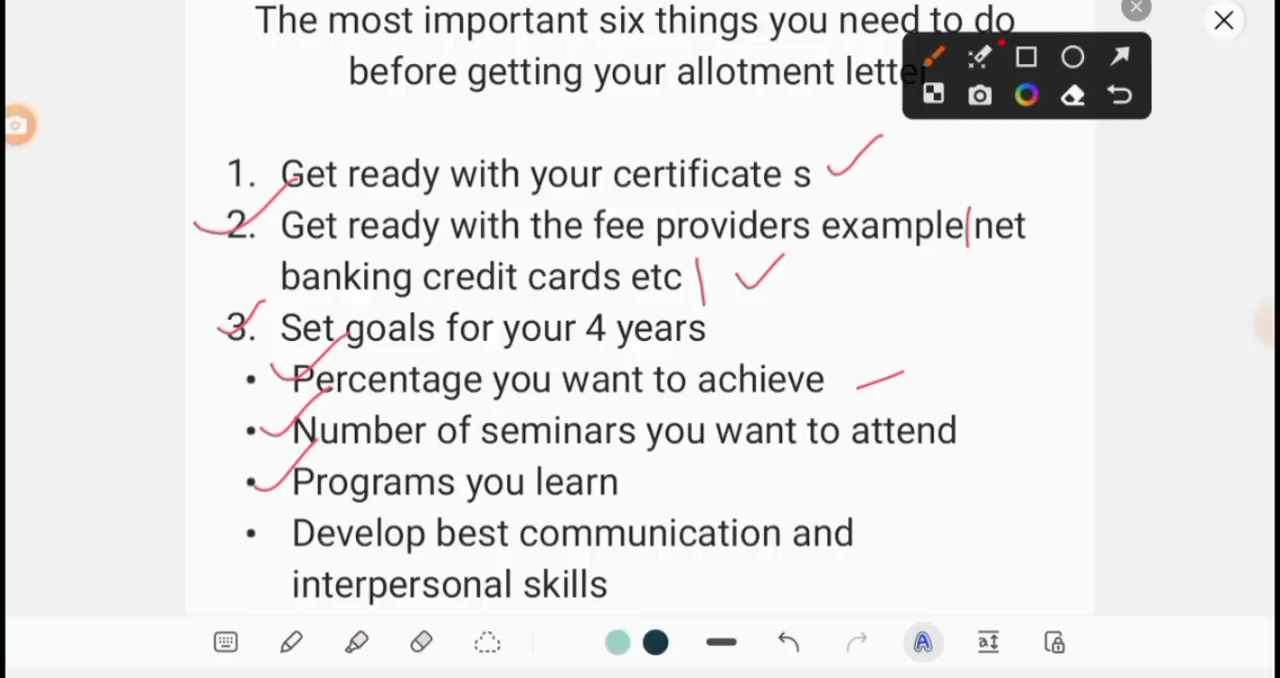 The most important six things you need to do
before getting your allotment letter
1. Get ready with your certificate s
2. Get ready with the fee providers example(net
banking credit cards etc
3. Set goals for your 4 years
• Percentage you want to achieve
• Number of seminars you want to attend
• Programs you learn
• Develop best communication and
interpersonal skills